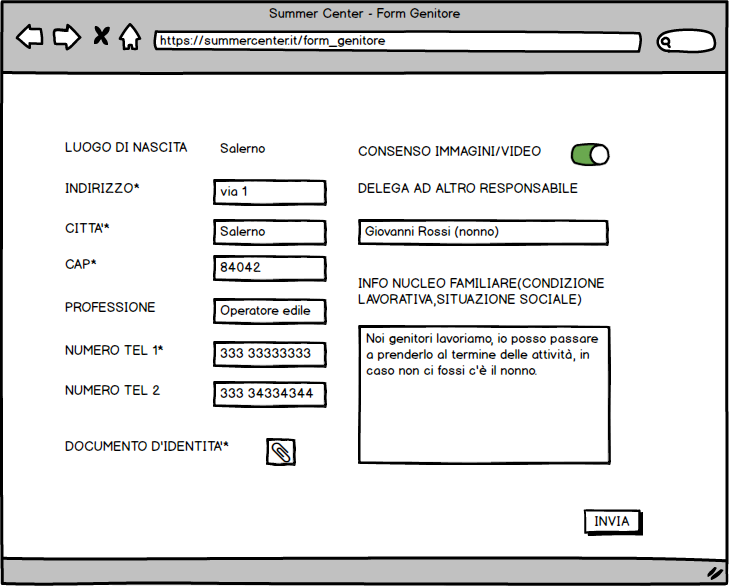 Summer Center - Form Genitore
https://summercenter.it/form_genitore
LUOGO DI NASCITA
Salerno
INDIRIZZO*
via 1
CITTA'*
Salerno
CAP*
84042
PROFESSIONE
Operatore edile
NUMERO TEL 1*
333 33333333
NUMERO TEL 2
333 34334344
DOCUMENTO D'IDENTITA'*
CONSENSO IMMAGINI/VIDEO
DELEGA AD ALTRO RESPONSABILE
Giovanni Rossi (nonno)
INFO NUCLEO FAMILIARE(CONDIZIONE
LAVORATIVA,SITUAZIONE SOCIALE)
Noi genitori lavoriamo, io posso passare
a prenderlo al termine delle attività, in
caso non ci fossi c'è il nonno.
INVIA